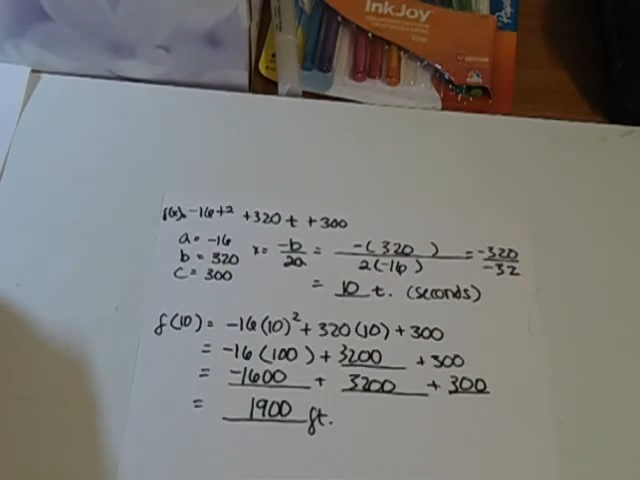 InkJoy
f(t)= -16t² +320t +300
a= -16
b= 320
c= 300
x= -b/2a = -(320)/2(-16) = -320/-32
= 10 t. (seconds)
f(10)= -16(10)² + 320(10) +300
= -16(100) + 3200 +300
= -1600 + 3200 + 300
= 1900 ft.